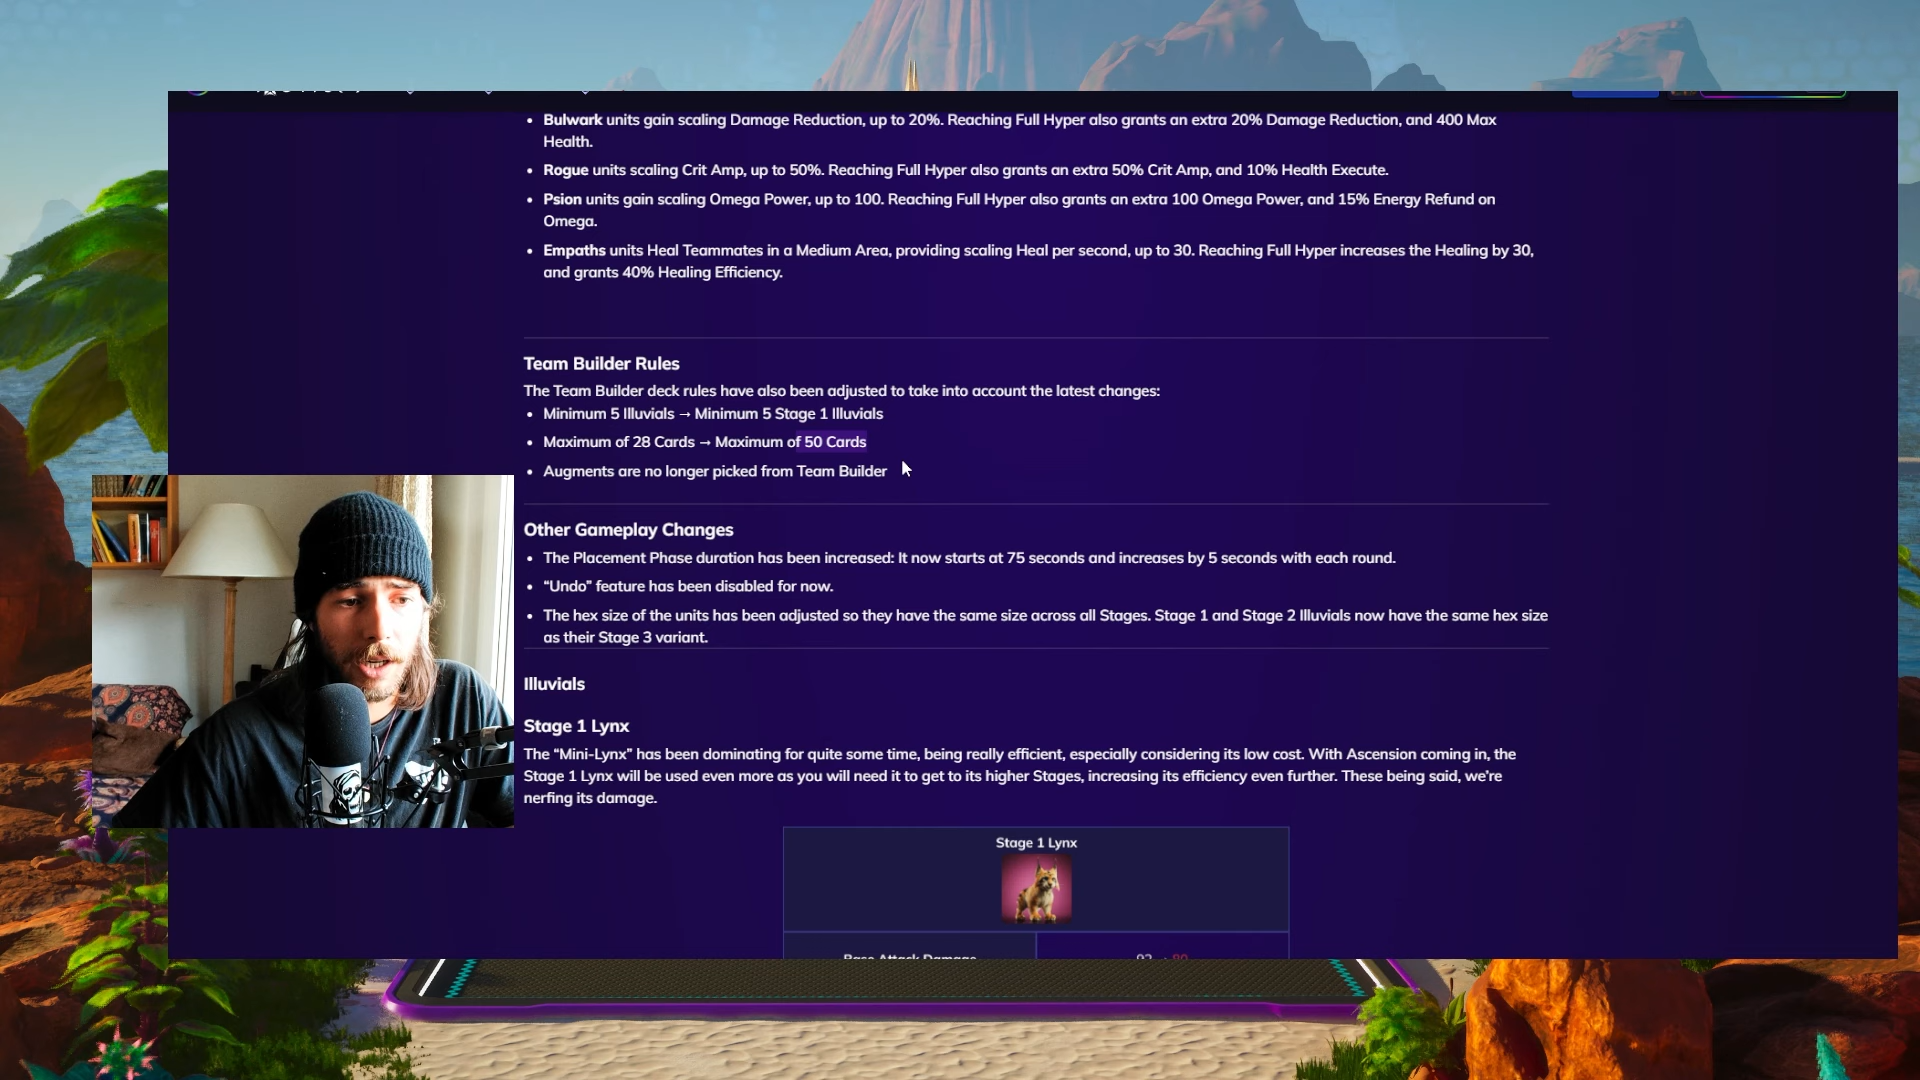 • Bulwark units gain scaling Damage Reduction, up to 20%. Reaching Full Hyper also grants an extra 20% Damage Reduction, and 400 Max
Health.
• Rogue units scaling Crit Amp, up to 50%. Reaching Full Hyper also grants an extra 50% Crit Amp, and 10% Health Execute.
• Psion units gain scaling Omega Power, up to 100. Reaching Full Hyper also grants an extra 100 Omega Power, and 15% Energy Refund on
Omega.
• Empaths units Heal Teammates in a Medium Area, providing scaling Heal per second, up to 30. Reaching Full Hyper increases the Healing by 30,
and grants 40% Healing Efficiency.
Team Builder Rules
The Team Builder deck rules have also been adjusted to take into account the latest changes:
• Minimum 5 Illuvials → Minimum 5 Stage 1 Illuvials
• Maximum of 28 Cards → Maximum of 50 Cards
• Augments are no longer picked from Team Builder
Other Gameplay Changes
• The Placement Phase duration has been increased: It now starts at 75 seconds and increases by 5 seconds with each round.
• “Undo” feature has been disabled for now.
• The hex size of the units has been adjusted so they have the same size across all Stages. Stage 1 and Stage 2 Illuvials now have the same hex size
as their Stage 3 variant.
Illuvials
Stage 1 Lynx
The “Mini-Lynx” has been dominating for quite some time, being really efficient, especially considering its low cost. With Ascension coming in, the
Stage 1 Lynx will be used even more as you will need it to get to its higher Stages, increasing its efficiency even further. These being said, we’re
nerfing its damage.
Stage 1 Lynx
Base Attack Damage